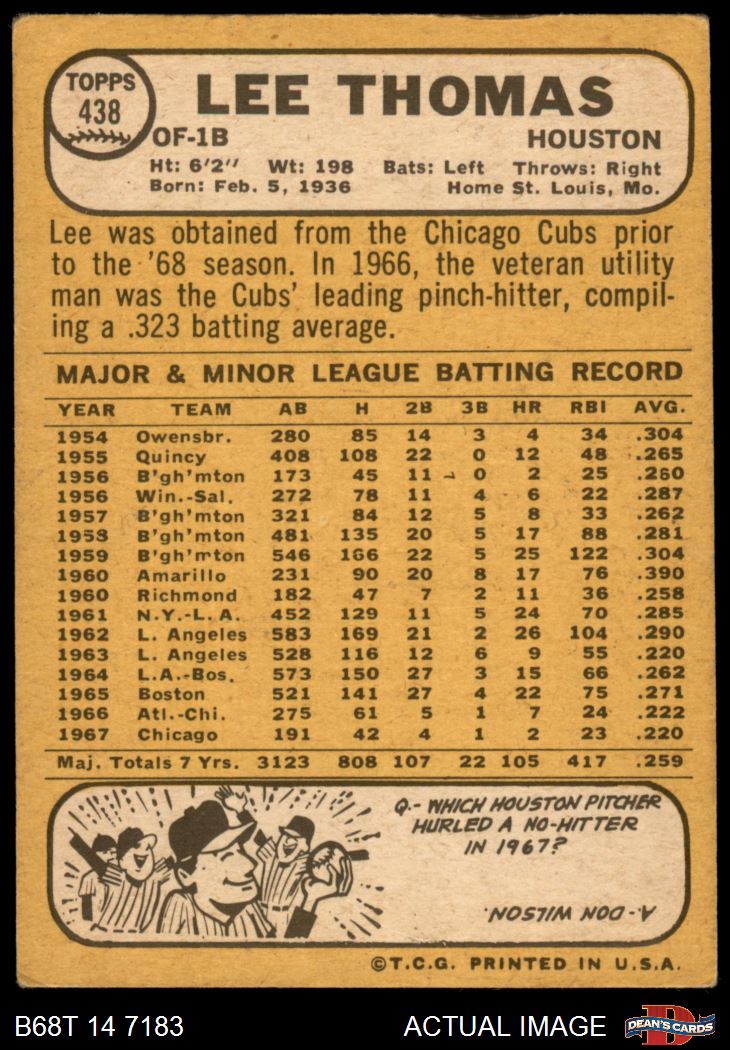 TOPPS
438
LEE THOMAS
OF-1B HOUSTON
Ht: 6'2" Wt: 198 Bats: Left Throws: Right
Born: Feb. 5, 1936 Home St. Louis, Mo.
Lee was obtained from the Chicago Cubs prior
to the '68 season. In 1966, the veteran utility
man was the Cubs' leading pinch-hitter, compil-
ing a .323 batting average.
MAJOR & MINOR LEAGUE BATTING RECORD
YEAR TEAM AB H 2B 3B HR RBI AVG.
1954 Owensbr. 280 85 14 3 4 34 .304
1955 Quincy 408 108 22 0 12 48 .265
1956 B'gh'mton 173 45 11 0 2 25 .260
1956 Win.-Sal. 272 78 11 4 6 22 .287
1957 B'gh'mton 321 84 12 5 8 33 .262
1958 B'gh'mton 481 135 20 5 17 88 .281
1959 B'gh'mton 546 166 22 5 25 122 .304
1960 Amarillo 231 90 20 8 17 76 .390
1960 Richmond 182 47 7 2 11 36 .258
1961 N.Y.-L.A. 452 129 11 5 24 70 .285
1962 L. Angeles 583 169 21 2 26 104 .290
1963 L. Angeles 528 116 12 6 9 55 .220
1964 L.A.-Bos. 573 150 27 3 15 66 .262
1965 Boston 521 141 27 4 22 75 .271
1966 Atl.-Chi. 275 61 5 1 7 24 .222
1967 Chicago 191 42 4 1 2 23 .220
Maj. Totals 7 Yrs. 3123 808 107 22 105 417 .259
Q.- WHICH HOUSTON PITCHER
HURLED A NO-HITTER
IN 1967?
A- DON WILSON.
©T.C.G. PRINTED IN U.S.A.
B68T 14 7183 ACTUAL IMAGE
D
DEAN'S CARDS